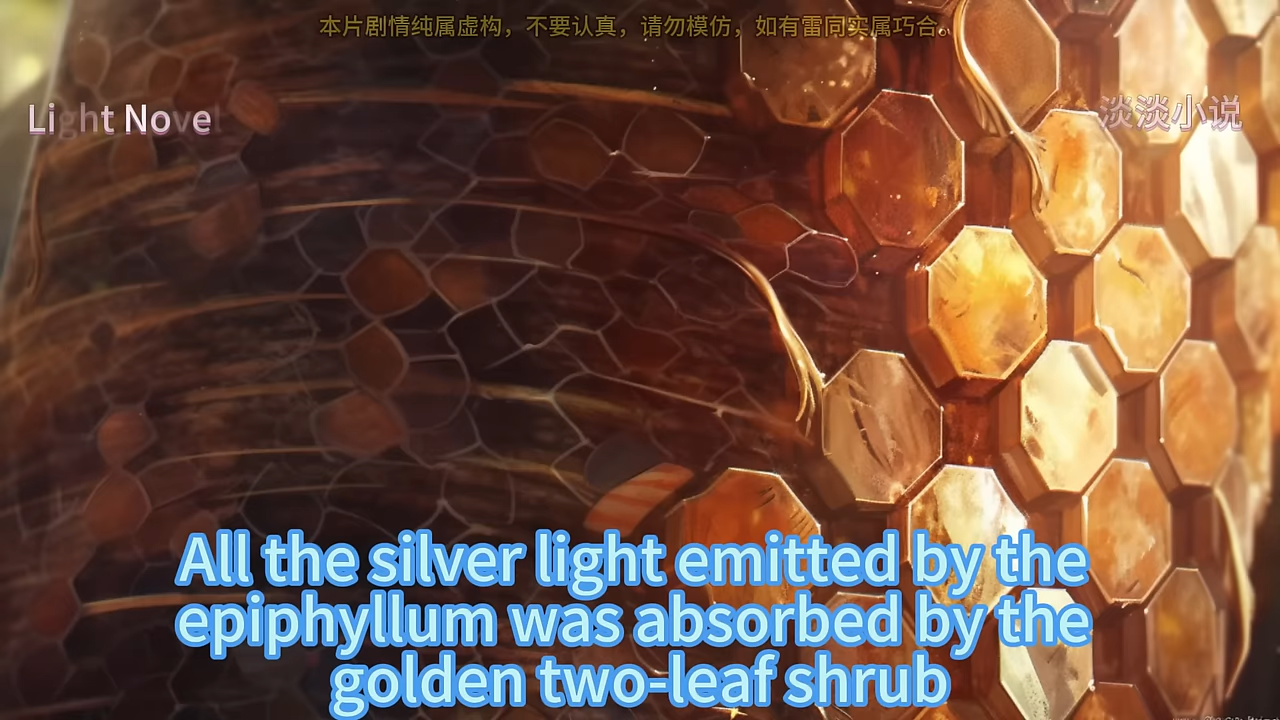 本片剧情纯属虚构，不要认真，请勿模仿，如有雷同实属巧合。
Light Novel
淡淡小说
All the silver light emitted by the
epiphyllum was absorbed by the
golden two-leaf shrub